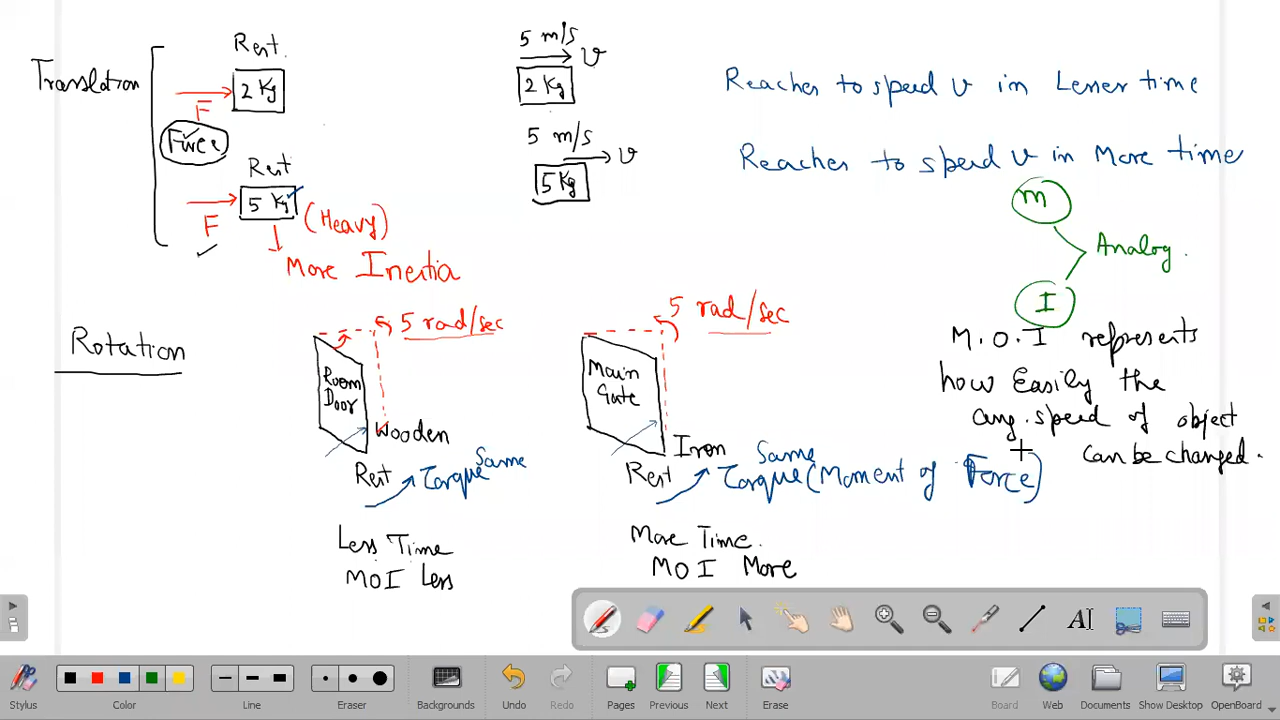 Translation
Rest.
2 Kg
F
Force
Rest
5 Kg
(Heavy)
F
More Inertia
5 m/s
v
2 Kg
5 m/s
v
5 Kg
Reaches to speed v in Lesser time
Reaches to speed v in More time
m
Analog.
I
M.O.I represents
how Easily the
ang. speed of object
can be changed.
Rotation
5 rad/sec
Room
Door
Wooden
Rest
Torque Same
Less Time
MOI Less
5 rad/sec
Main
Gate
Iron
Rest
Same
Torque (Moment of Force)
More Time.
MOI More
Stylus
Color
Line
Eraser
Backgrounds
Undo
Redo
Pages
Previous
Next
Erase
Board
Web
Documents
Show Desktop
OpenBoard